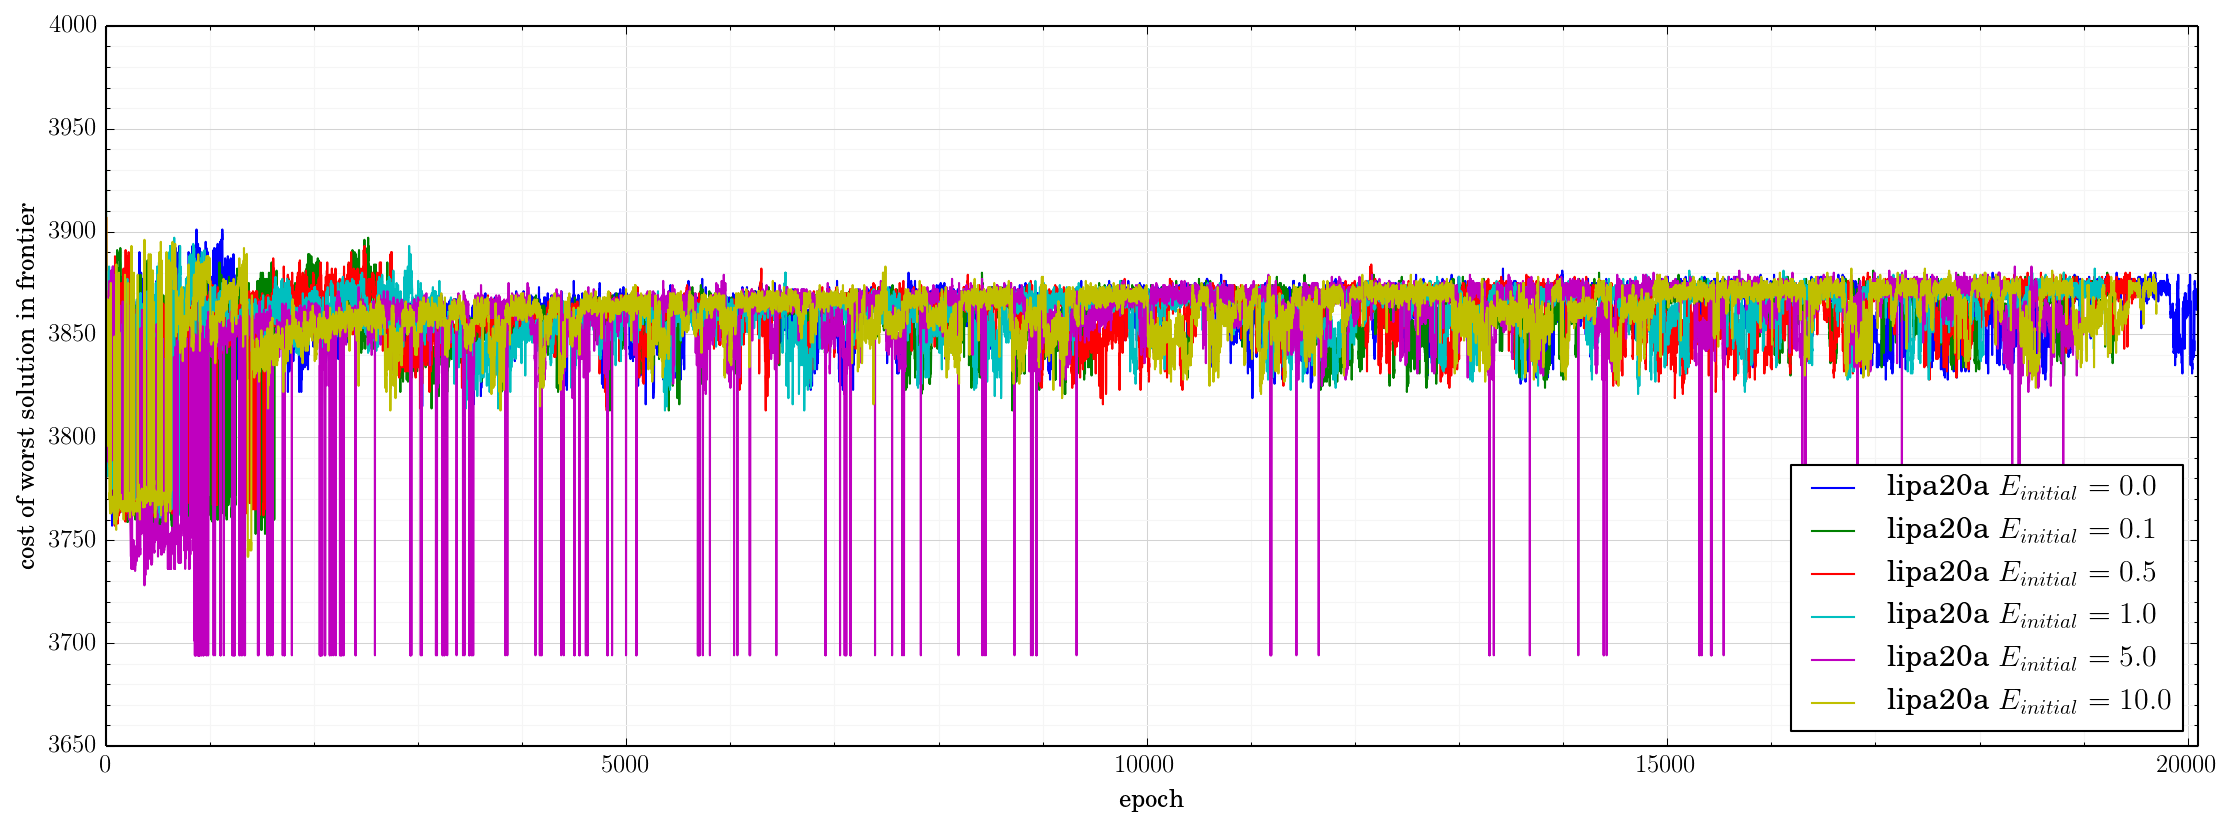 4000
3950
3900
3850
3800
3750
3700
3650
cost of worst solution in frontier
0 5000 10000 15000 20000
epoch
lipa20a E_initial = 0.0
lipa20a E_initial = 0.1
lipa20a E_initial = 0.5
lipa20a E_initial = 1.0
lipa20a E_initial = 5.0
lipa20a E_initial = 10.0